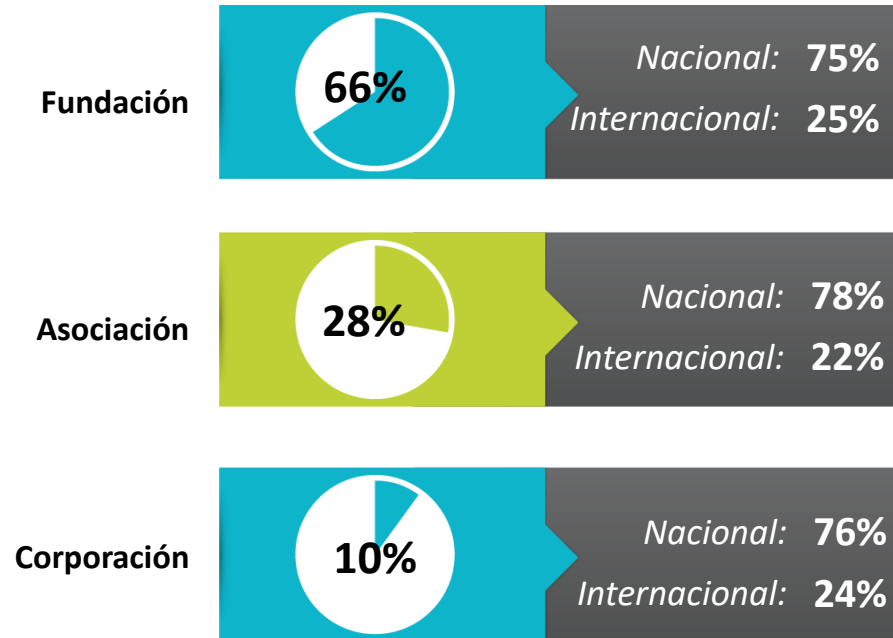 Fundación
66%
Nacional: 75%
Internacional: 25%
Asociación
28%
Nacional: 78%
Internacional: 22%
Corporación
10%
Nacional: 76%
Internacional: 24%